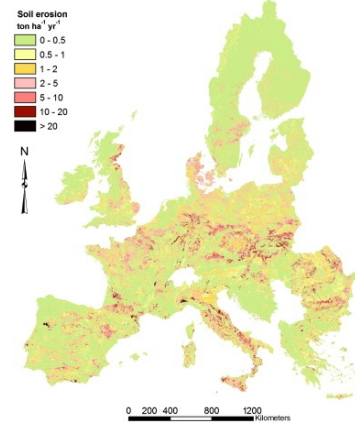 Soil erosion
ton ha⁻¹ yr⁻¹
0 - 0.5
0.5 - 1
1 - 2
2 - 5
5 - 10
10 - 20
> 20
N
0 200 400 800 1200
Kilometers